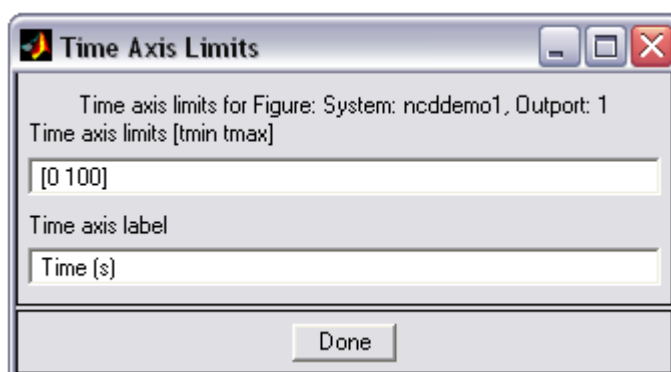 Time Axis Limits
Time axis limits for Figure: System: ncddemo1, Outport: 1
Time axis limits [tmin tmax]
[0 100]
Time axis label
Time (s)
Done